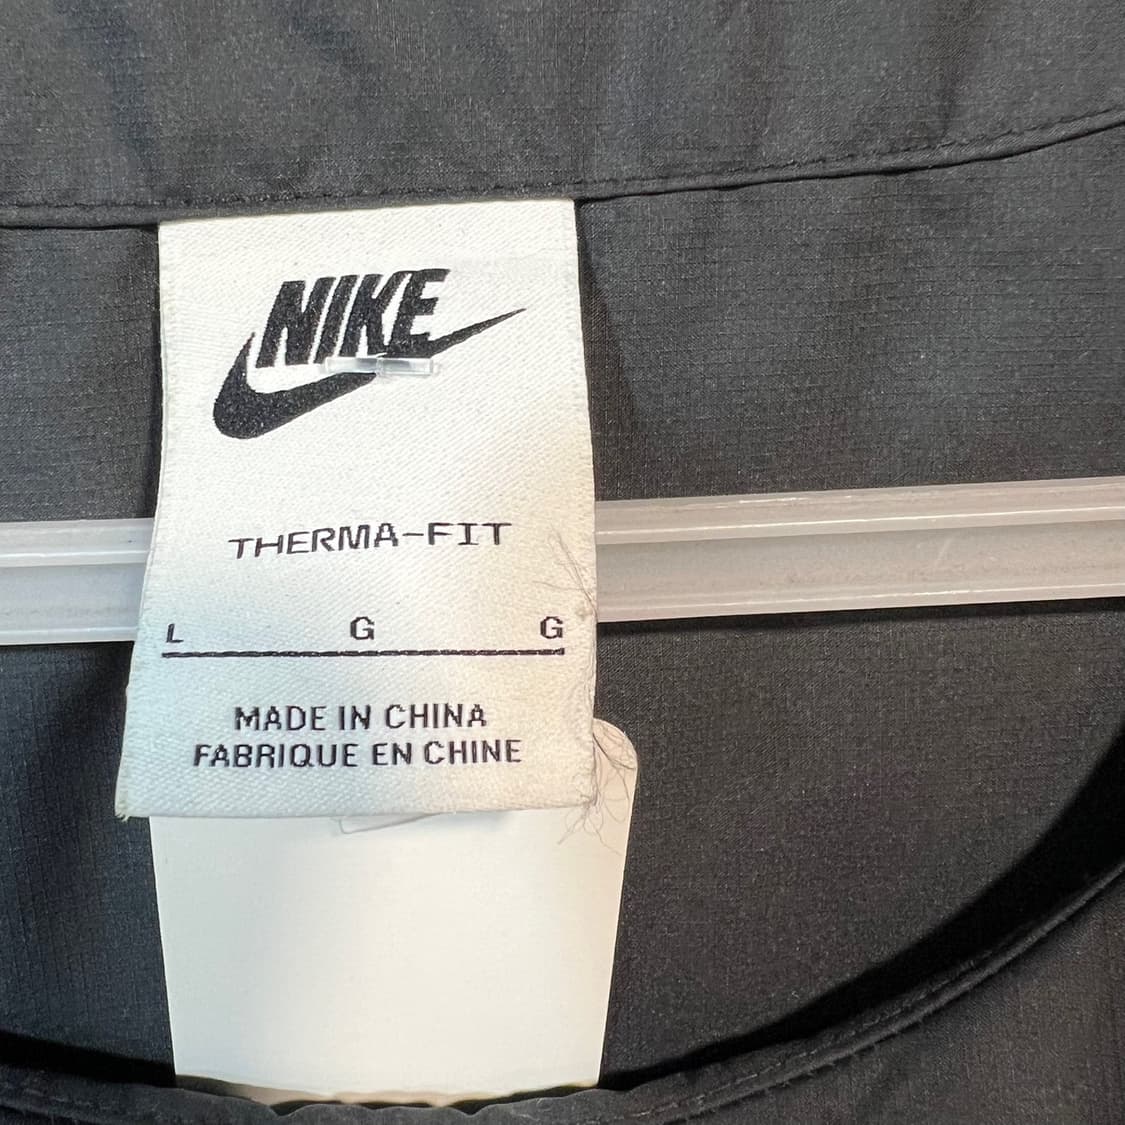 NIKE
THERMA-FIT
L G G
MADE IN CHINA
FABRIQUE EN CHINE